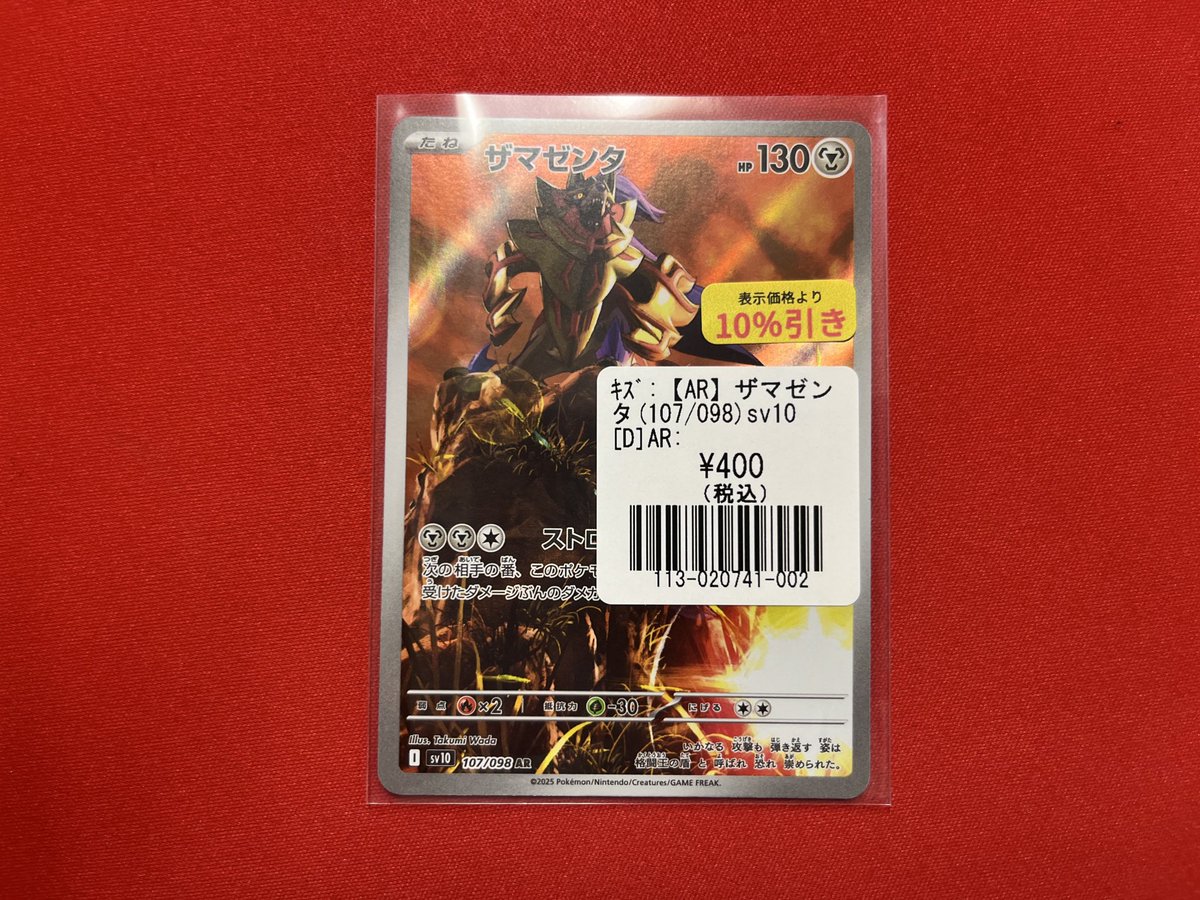 たね
ザマゼンタ
HP 130
表示価格より
10%引き
ｷｽﾞ:【AR】ザマゼン
タ(107/098)sv10
[D]AR:
¥400
(税込)
113-020741-002
ストロ
次の相手の番、このポケモ
受けたダメージぶんのダメカ
弱点 ×2 抵抗力 -30 にげる
Illus. Takumi Wada
I sv10 107/098 AR
いかなる 攻撃も 弾き返す 姿は
格闘王の盾 と 呼ばれ 恐れ 崇められた。
©2025 Pokémon/Nintendo/Creatures/GAME FREAK.